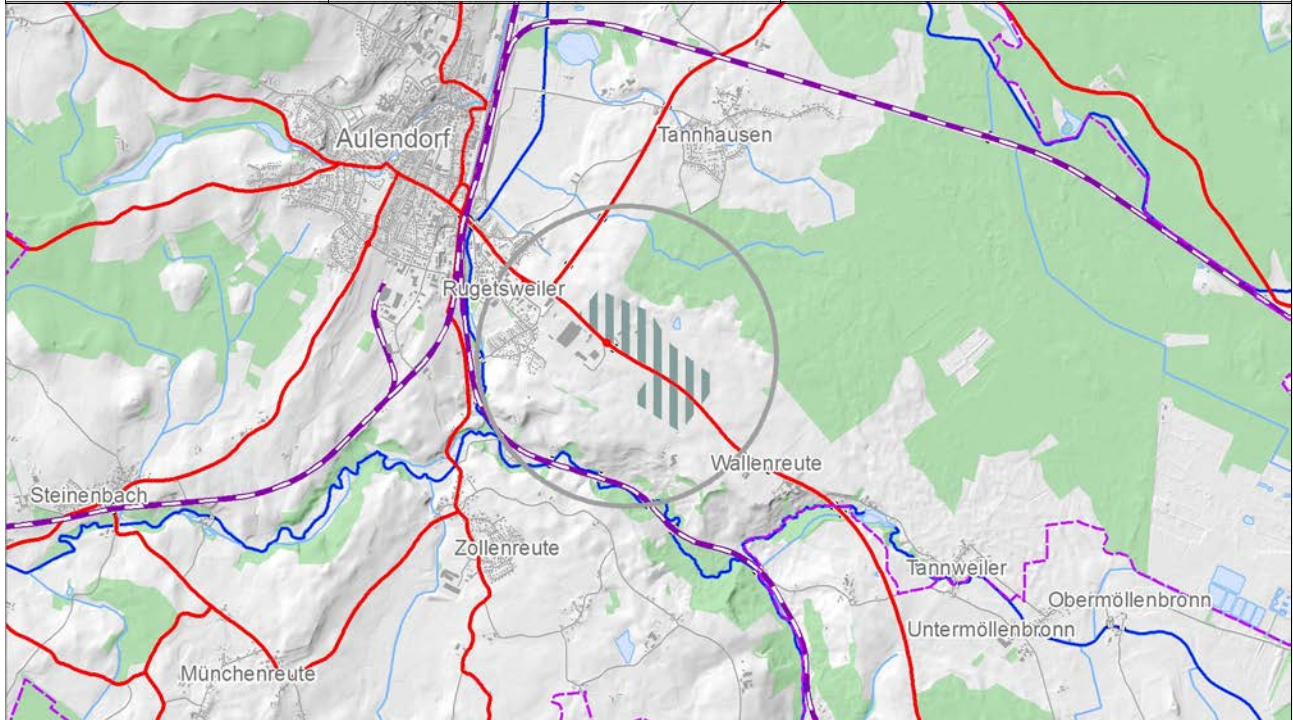 Aulendorf
Tannhausen
Rugetsweiler
Wallenreute
Steinenbach
Zollenreute
Tannweiler
Obermöllenbronn
Untermöllenbronn
Münchenreute